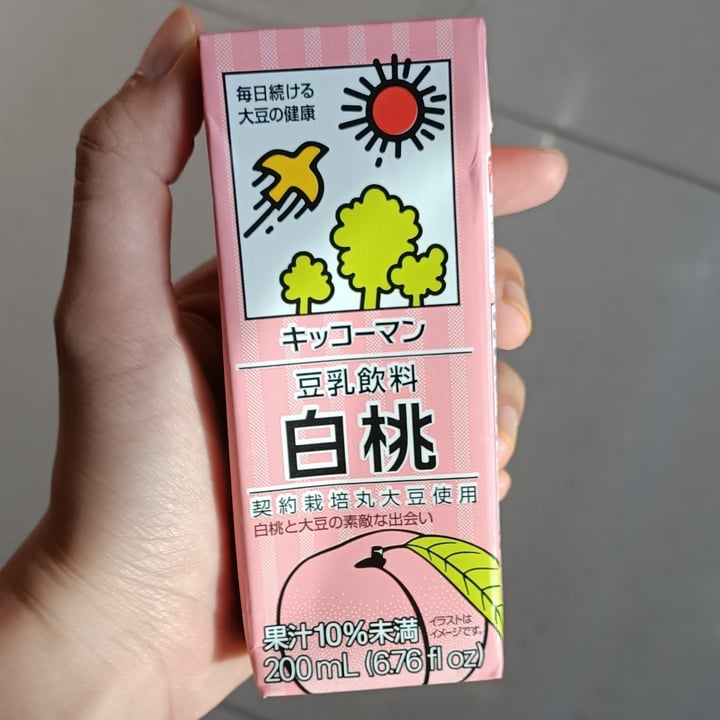 毎日続ける
大豆の健康
キッコーマン
豆乳飲料
白桃
契約栽培丸大豆使用
白桃と大豆の素敵な出会い
果汁10%未満
イラストは
イメージです。
200mL (6.76 fl oz)